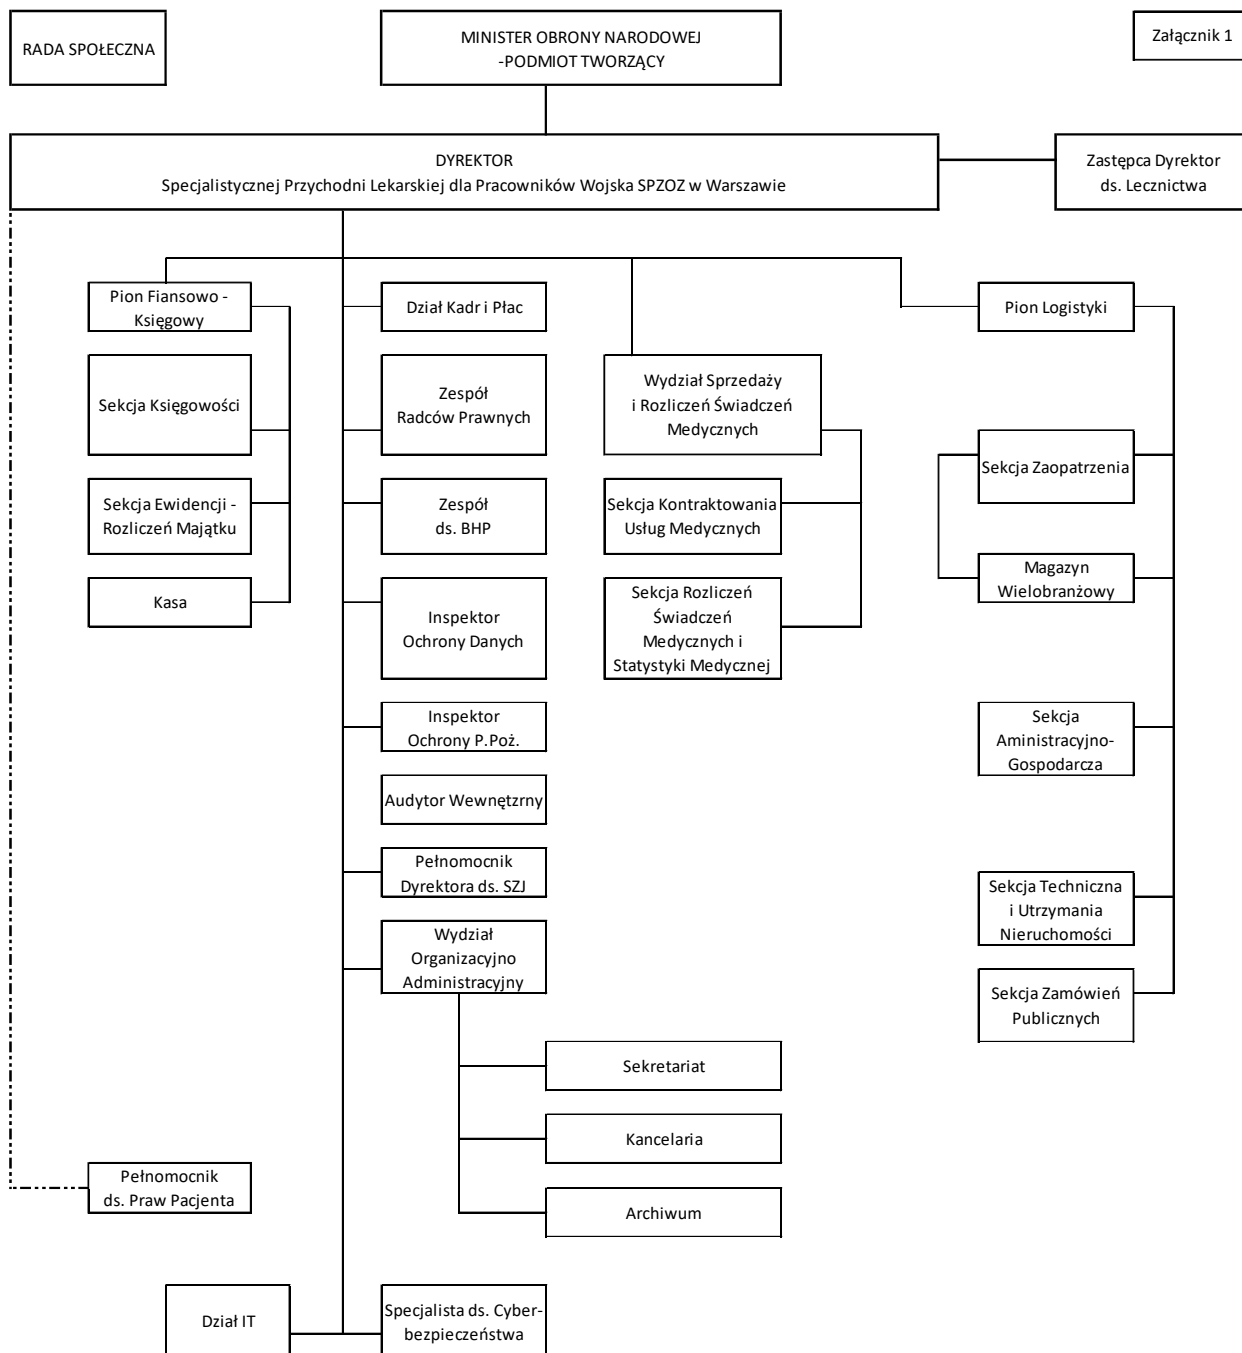 RADA SPOŁECZNA
MINISTER OBRONY NARODOWEJ
-PODMIOT TWORZĄCY
Załącznik 1
DYREKTOR
Specjalistycznej Przychodni Lekarskiej dla Pracowników Wojska SPZOZ w Warszawie
Zastępca Dyrektor
ds. Lecznictwa
Pion Fiansowo -
Księgowy
Dział Kadr i Płac
Pion Logistyki
Sekcja Księgowości
Zespół
Radców Prawnych
Wydział Sprzedaży
i Rozliczeń Świadczeń
Medycznych
Sekcja Zaopatrzenia
Sekcja Ewidencji -
Rozliczeń Majątku
Zespół
ds. BHP
Sekcja Kontraktowania
Usług Medycznych
Magazyn
Wielobranżowy
Kasa
Inspektor
Ochrony Danych
Sekcja Rozliczeń
Świadczeń
Medycznych i
Statystyki Medycznej
Inspektor
Ochrony P.Poż.
Sekcja
Aministracyjno-
Gospodarcza
Audytor Wewnętzrny
Pełnomocnik
Dyrektora ds. SZJ
Sekcja Techniczna
i Utrzymania
Nieruchomości
Wydział
Organizacyjno
Administracyjny
Sekcja Zamówień
Publicznych
Sekretariat
Kancelaria
Pełnomocnik
ds. Praw Pacjenta
Archiwum
Dział IT
Specjalista ds. Cyber-
bezpieczeństwa